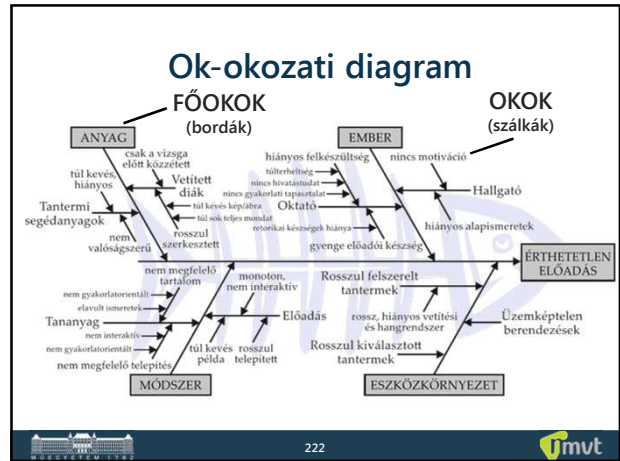 Ok-okozati diagram
FŐOKOK
(bordák)
OKOK
(szálkák)
ANYAG
EMBER
csak a vizsga
előtt közzétett
túl kevés,
hiányos
Vetített
diák
túl kevés kép/ábra
túl sok teljes mondat
Tantermi
segédanyagok
nem
valóságszerű
rosszul
szerkesztett
hiányos felkészültség
túlterheltség
nincs hivatástudat
nincs gyakorlati tapasztalat
Oktató
retorikai készségek hiánya
gyenge előadói készség
nincs motiváció
Hallgató
hiányos alapismeretek
ÉRTHETETLEN
ELŐADÁS
nem megfelelő
tartalom
nem gyakorlatorientált
elavult ismeretek
Tananyag
nem interaktív
nem gyakorlatorientált
nem megfelelő telepítés
monoton,
nem interaktív
Előadás
túl kevés
példa
rosszul
telepített
Rosszul felszerelt
tantermek
rossz, hiányos vetítési
és hangrendszer
Üzemképtelen
berendezések
Rosszul kiválasztott
tantermek
MÓDSZER
ESZKÖZKÖRNYEZET
MŰEGYETEM 1782
222
mvt